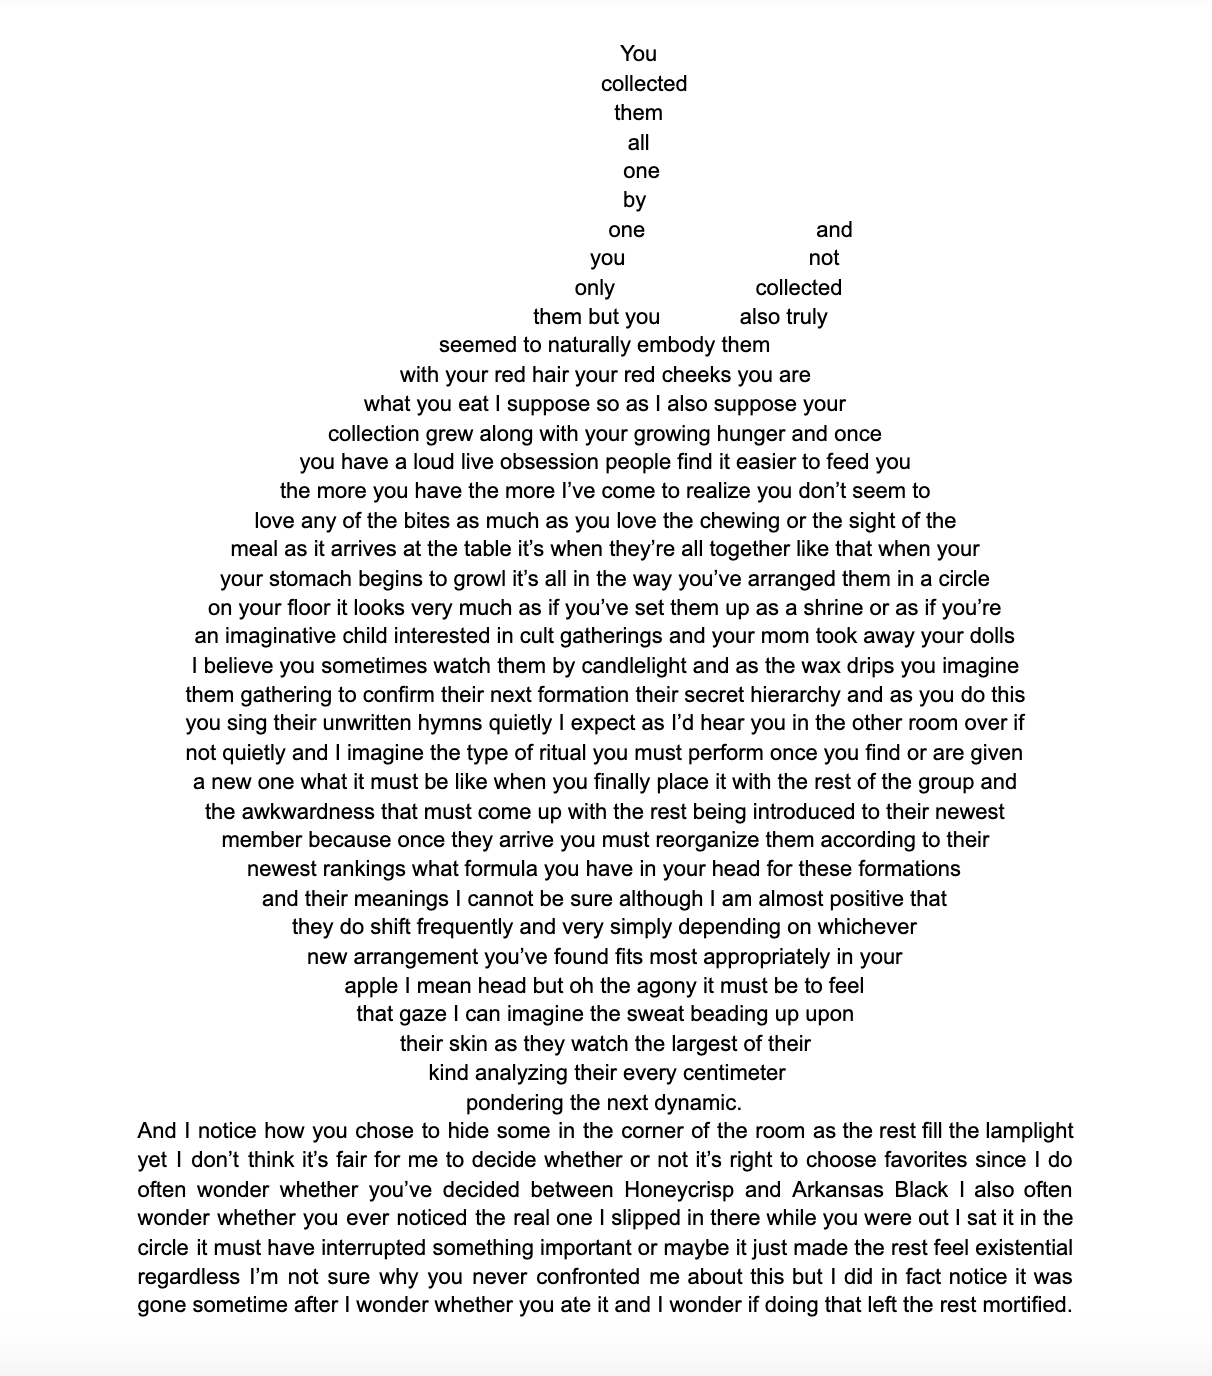 You
collected
them
all
one
by
one and
you not
only collected
them but you also truly
seemed to naturally embody them
with your red hair your red cheeks you are
what you eat I suppose so as I also suppose your
collection grew along with your growing hunger and once
you have a loud live obsession people find it easier to feed you
the more you have the more I’ve come to realize you don’t seem to
love any of the bites as much as you love the chewing or the sight of the
meal as it arrives at the table it’s when they’re all together like that when your
your stomach begins to growl it’s all in the way you’ve arranged them in a circle
on your floor it looks very much as if you’ve set them up as a shrine or as if you’re
an imaginative child interested in cult gatherings and your mom took away your dolls
I believe you sometimes watch them by candlelight and as the wax drips you imagine
them gathering to confirm their next formation their secret hierarchy and as you do this
you sing their unwritten hymns quietly I expect as I’d hear you in the other room over if
not quietly and I imagine the type of ritual you must perform once you find or are given
a new one what it must be like when you finally place it with the rest of the group and
the awkwardness that must come up with the rest being introduced to their newest
member because once they arrive you must reorganize them according to their
newest rankings what formula you have in your head for these formations
and their meanings I cannot be sure although I am almost positive that
they do shift frequently and very simply depending on whichever
new arrangement you’ve found fits most appropriately in your
apple I mean head but oh the agony it must be to feel
that gaze I can imagine the sweat beading up upon
their skin as they watch the largest of their
kind analyzing their every centimeter
pondering the next dynamic.
And I notice how you chose to hide some in the corner of the room as the rest fill the lamplight
yet I don’t think it’s fair for me to decide whether or not it’s right to choose favorites since I do
often wonder whether you’ve decided between Honeycrisp and Arkansas Black I also often
wonder whether you ever noticed the real one I slipped in there while you were out I sat it in the
circle it must have interrupted something important or maybe it just made the rest feel existential
regardless I’m not sure why you never confronted me about this but I did in fact notice it was
gone sometime after I wonder whether you ate it and I wonder if doing that left the rest mortified.